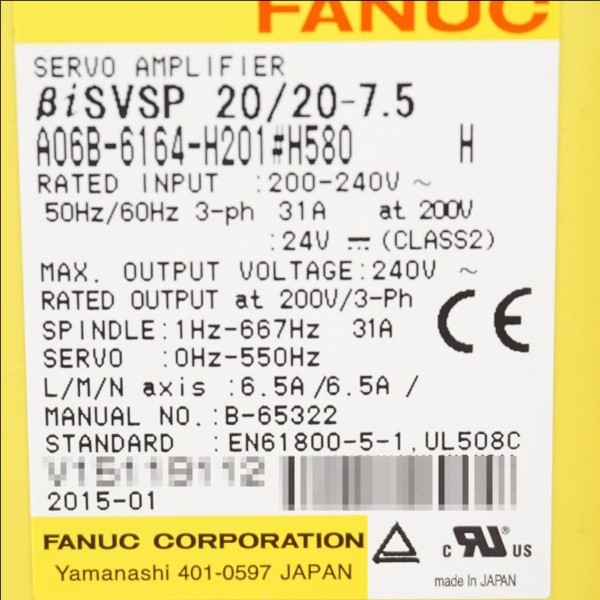 FANUC
SERVO AMPLIFIER
βiSVSP 20/20-7.5
A06B-6164-H201#H580 H
RATED INPUT :200-240V ~
50Hz/60Hz 3-ph 31A at 200V
:24V ⎓ (CLASS2)
MAX. OUTPUT VOLTAGE:240V ~
RATED OUTPUT at 200V/3-Ph
SPINDLE:1Hz-667Hz 31A
SERVO :0Hz-550Hz
L/M/N axis :6.5A/6.5A/
CE
MANUAL NO.:B-65322
STANDARD :EN61800-5-1,UL508C
2015-01
FANUC CORPORATION
Yamanashi 401-0597 JAPAN
c RU® US
made in JAPAN